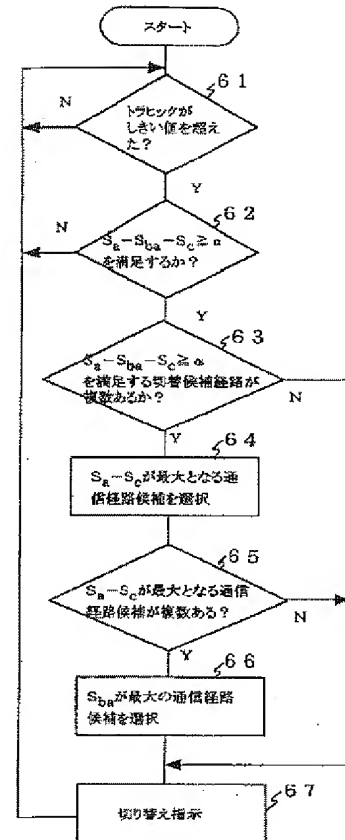 スタート
61
N
トラヒックが
しきい値を超え
た？
Y
62
N
Sa−Sba−Sc≧α
を満足するか？
Y
63
Sa−Sba−Sc≧α
を満足する切替候補経路が
複数あるか？
N
Y
64
Sa−Scが最大となる通
信経路候補を選択
65
Sa−Scが最大となる通信
経路候補が複数ある？
N
Y
66
Sbaが最大の通信経路
候補を選択
67
切り替え指示